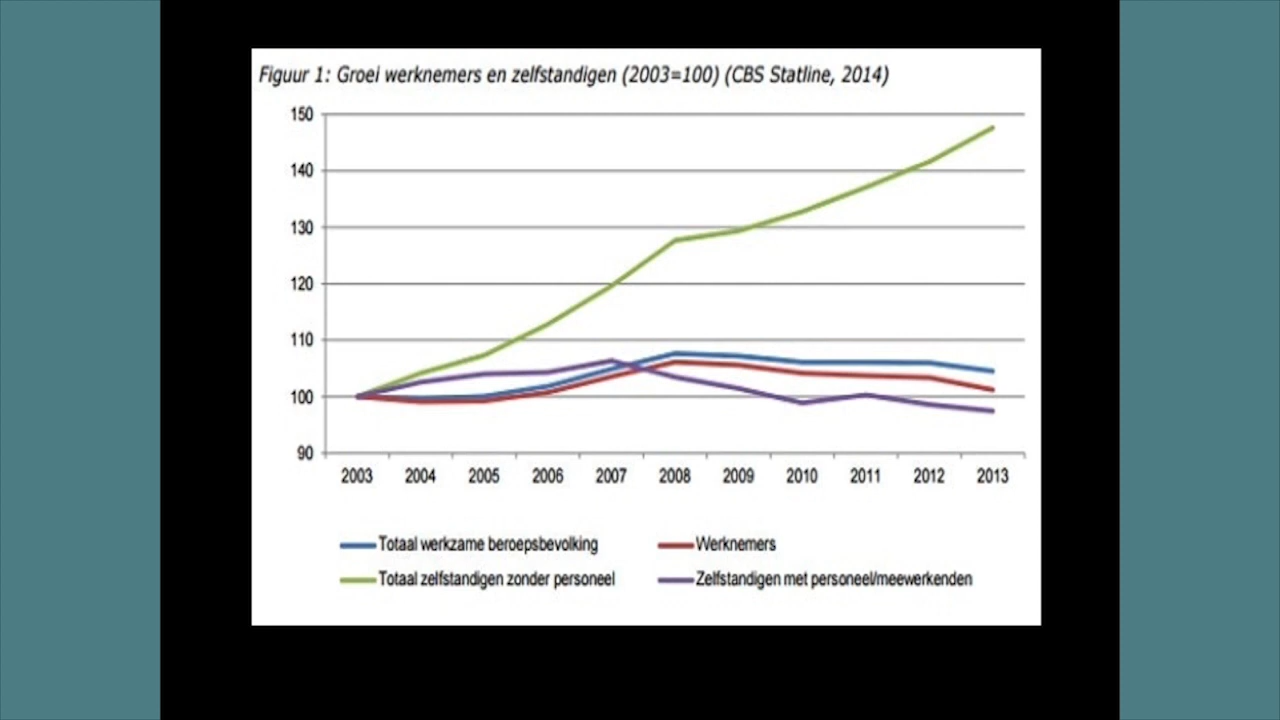 Figuur 1: Groei werknemers en zelfstandigen (2003=100) (CBS Statline, 2014)
150
140
130
120
110
100
90
2003 2004 2005 2006 2007 2008 2009 2010 2011 2012 2013
Totaal werkzame beroepsbevolking Werknemers
Totaal zelfstandigen zonder personeel Zelfstandigen met personeel/meewerkenden